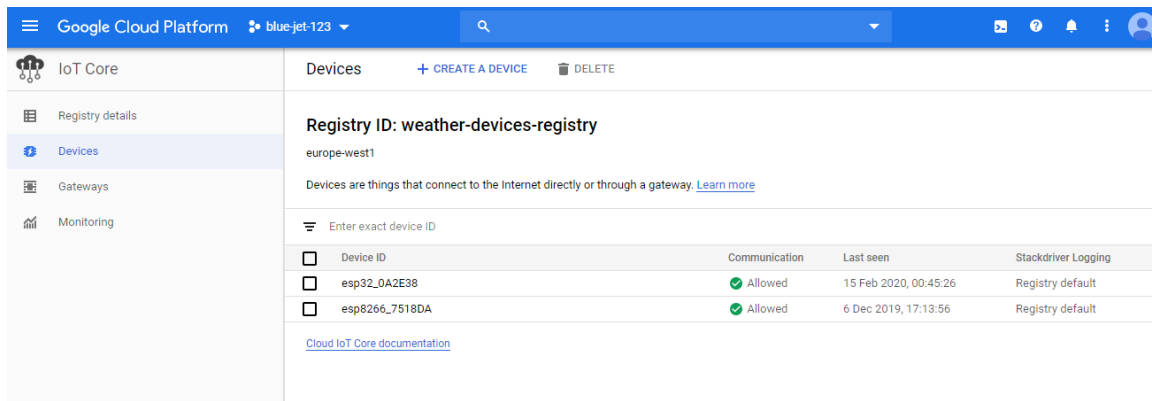 Google Cloud Platform blue-jet-123
IoT Core
Devices CREATE A DEVICE DELETE
Registry details
Devices
Gateways
Monitoring
Registry ID: weather-devices-registry
europe-west1
Devices are things that connect to the Internet directly or through a gateway. Learn more
Enter exact device ID
Device ID Communication Last seen Stackdriver Logging
esp32_0A2E38 Allowed 15 Feb 2020, 00:45:26 Registry default
esp8266_7518DA Allowed 6 Dec 2019, 17:13:56 Registry default
Cloud IoT Core documentation